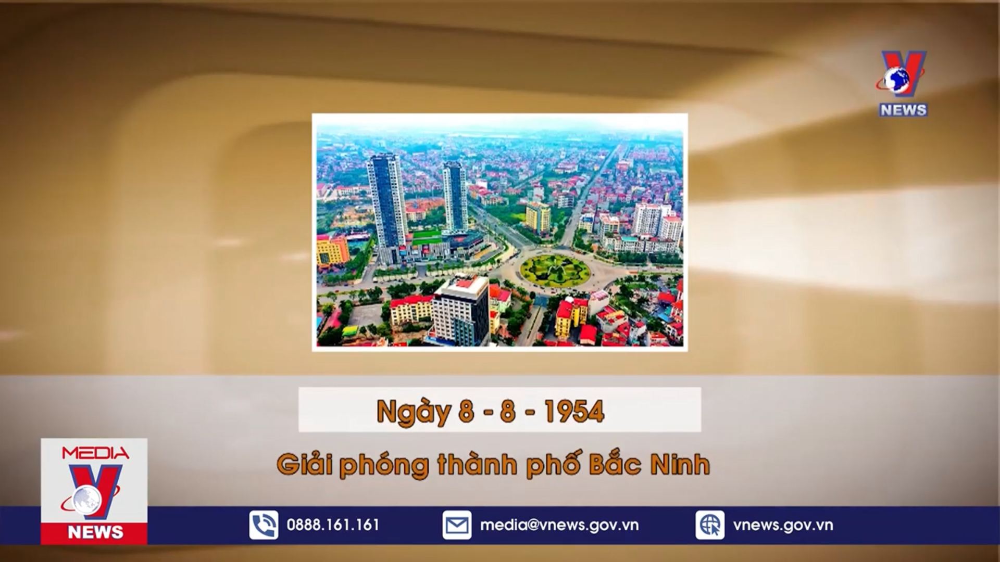 NEWS
Ngày 8 - 8 - 1954
Giải phóng thành phố Bắc Ninh
MEDIA
NEWS
0888.161.161
media@vnews.gov.vn
vnews.gov.vn